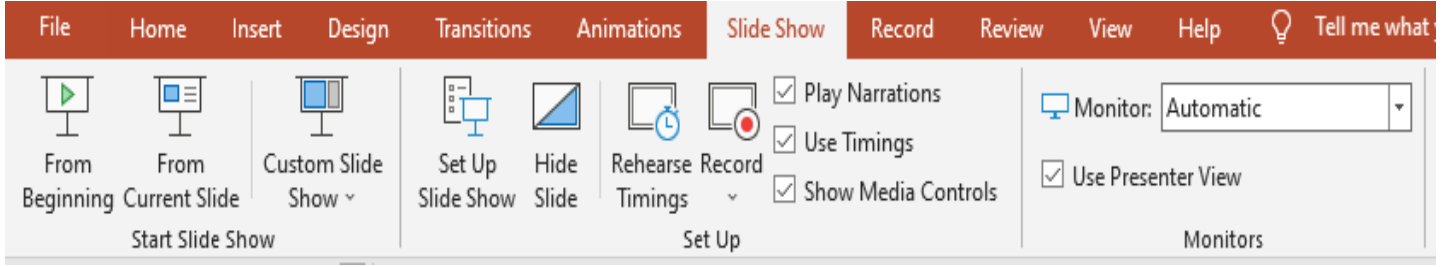 File Home Insert Design Transitions Animations Slide Show Record Review View Help Tell me what
From Beginning
From Current Slide
Custom Slide Show
Set Up Slide Show
Hide Slide
Rehearse Timings
Record
Play Narrations
Use Timings
Show Media Controls
Monitor: Automatic
Use Presenter View
Start Slide Show
Set Up
Monitors